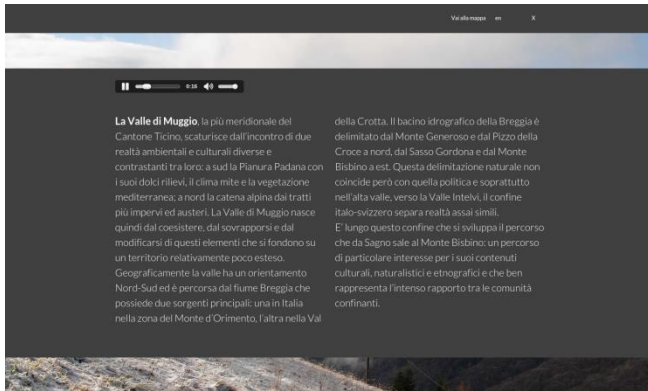 Vai alla mappa en X
0:16
La Valle di Muggio, la più meridionale del
Cantone Ticino, scaturisce dall'incontro di due
realtà ambientali e culturali diverse e
contrastanti tra loro: a sud la Pianura Padana con
i suoi dolci rilievi, il clima mite e la vegetazione
mediterranea; a nord la catena alpina dai tratti
più impervi ed austeri. La Valle di Muggio nasce
quindi dal coesistere, dal sovrapporsi e dal
modificarsi di questi elementi che si fondono su
un territorio relativamente poco esteso.
Geograficamente la valle ha un orientamento
Nord-Sud ed è percorsa dal fiume Breggia che
possiede due sorgenti principali: una in Italia
nella zona del Monte d'Orimento, l'altra nella Val
della Crotta. Il bacino idrografico della Breggia è
delimitato dal Monte Generoso e dal Pizzo della
Croce a nord, dal Sasso Gordona e dal Monte
Bisbino a est. Questa delimitazione naturale non
coincide però con quella politica e soprattutto
nell'alta valle, verso la Valle Intelvi, il confine
italo-svizzero separa realtà assai simili.
E' lungo questo confine che si sviluppa il percorso
che da Sagno sale al Monte Bisbino: un percorso
di particolare interesse per i suoi contenuti
culturali, naturalistici e etnografici e che ben
rappresenta l'intenso rapporto tra le comunità
confinanti.